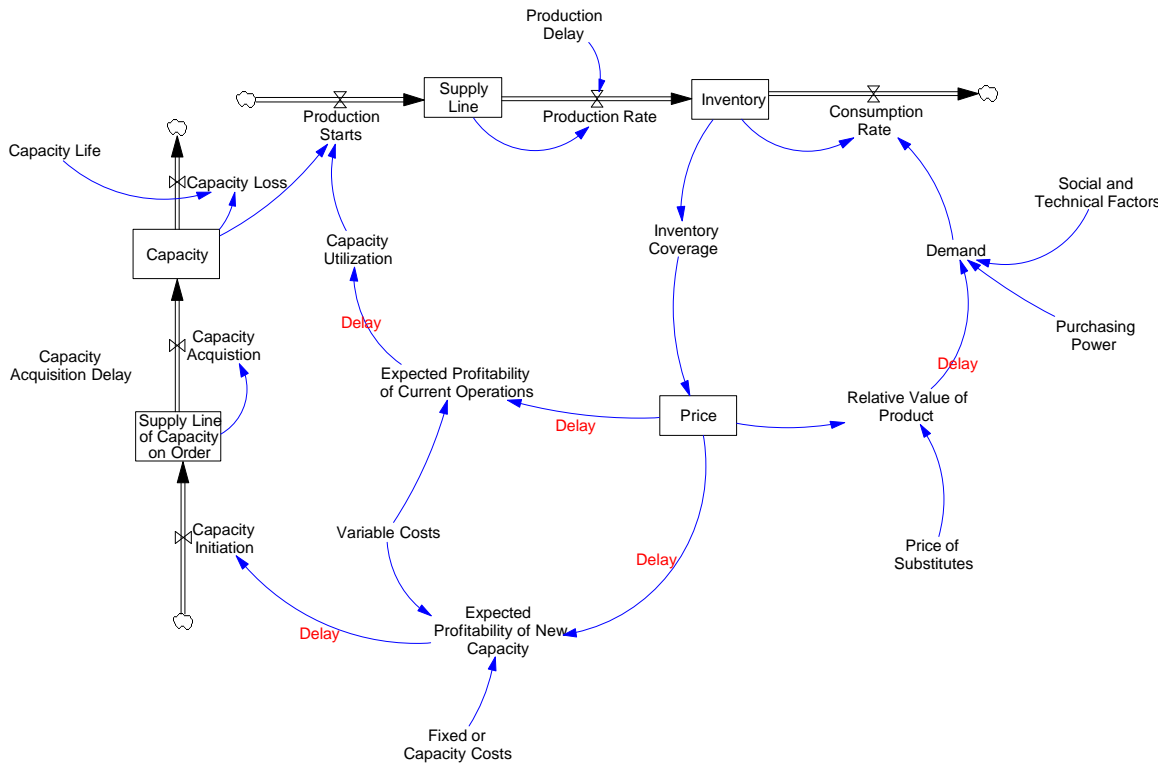 Production
Delay
Supply
Line
Inventory
Production
Starts
Production Rate
Consumption
Rate
Capacity Life
Capacity Loss
Social and
Technical Factors
Capacity
Capacity
Utilization
Inventory
Coverage
Demand
Delay
Purchasing
Power
Capacity
Acquistion
Capacity
Acquisition Delay
Delay
Expected Profitability
of Current Operations
Relative Value of
Product
Price
Delay
Supply Line
of Capacity
on Order
Capacity
Initiation
Variable Costs
Price of
Substitutes
Delay
Expected
Profitability of New
Capacity
Delay
Fixed or
Capacity Costs